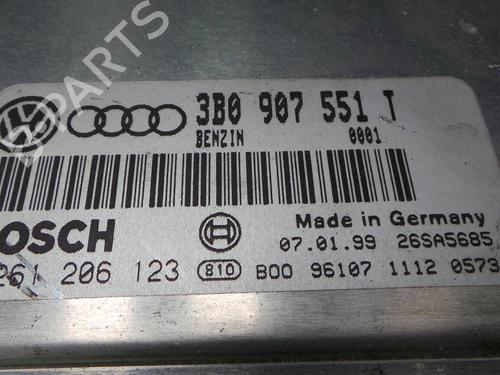 3B0 907 551 T
BENZIN 0001
OSCH
Made in Germany
07.01.99 26SA5685
261 206 123 810 B00 96107 1112 0573